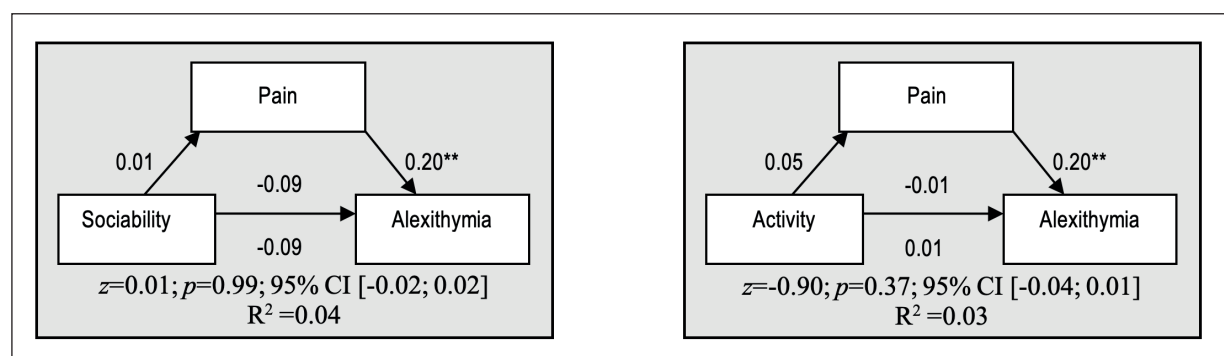 Pain
0.01
0.20**
-0.09
Sociability
Alexithymia
-0.09
z=0.01; p=0.99; 95% CI [-0.02; 0.02]
R² =0.04
Pain
0.05
0.20**
-0.01
Activity
Alexithymia
0.01
z=-0.90; p=0.37; 95% CI [-0.04; 0.01]
R² =0.03